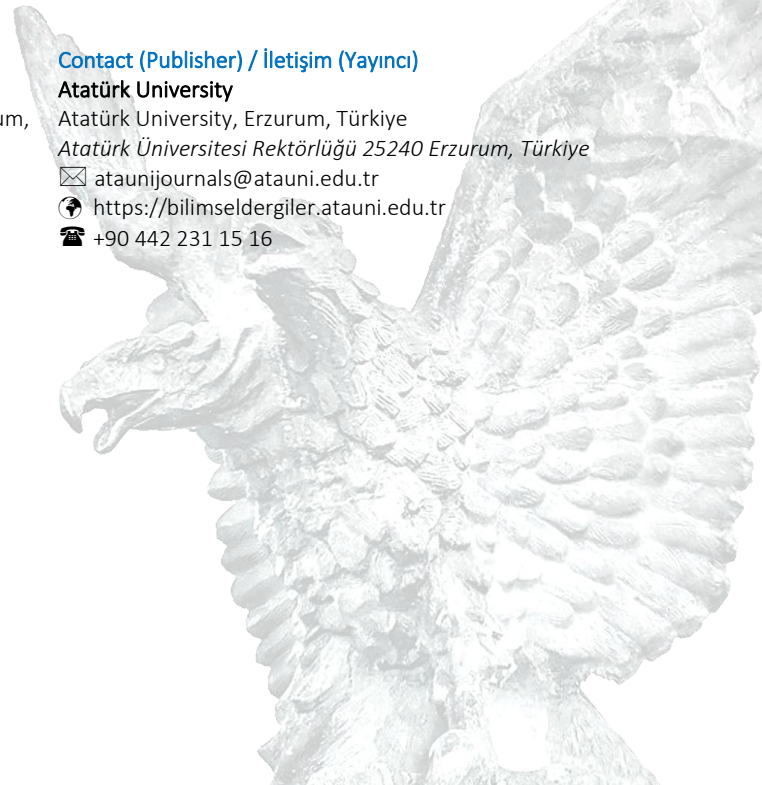 Contact (Publisher) / İletişim (Yayıncı)
Atatürk University
um,
Atatürk University, Erzurum, Türkiye
Atatürk Üniversitesi Rektörlüğü 25240 Erzurum, Türkiye
ataunijournals@atauni.edu.tr
https://bilimseldergiler.atauni.edu.tr
+90 442 231 15 16